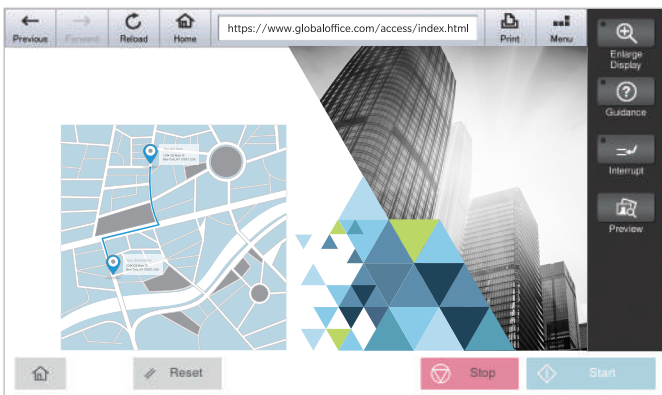 Previous
Forward
Reload
Home
https://www.globaloffice.com/access/index.html
Print
Menu
Enlarge
Display
Guidance
Interrupt
Preview
Reset
Stop
Start